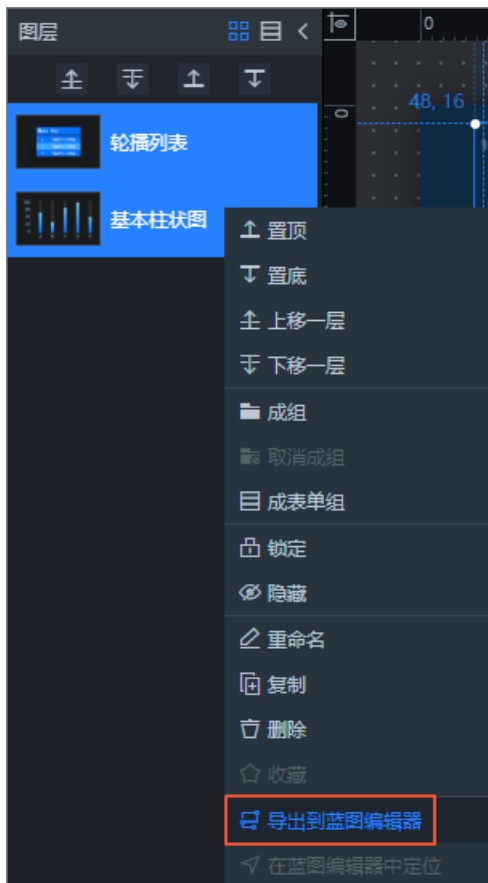 图层
0
48, 16
0
轮播列表
基本柱状图
置顶
置底
上移一层
下移一层
成组
取消成组
成表单组
锁定
隐藏
重命名
复制
删除
收藏
导出到蓝图编辑器
在蓝图编辑器中定位